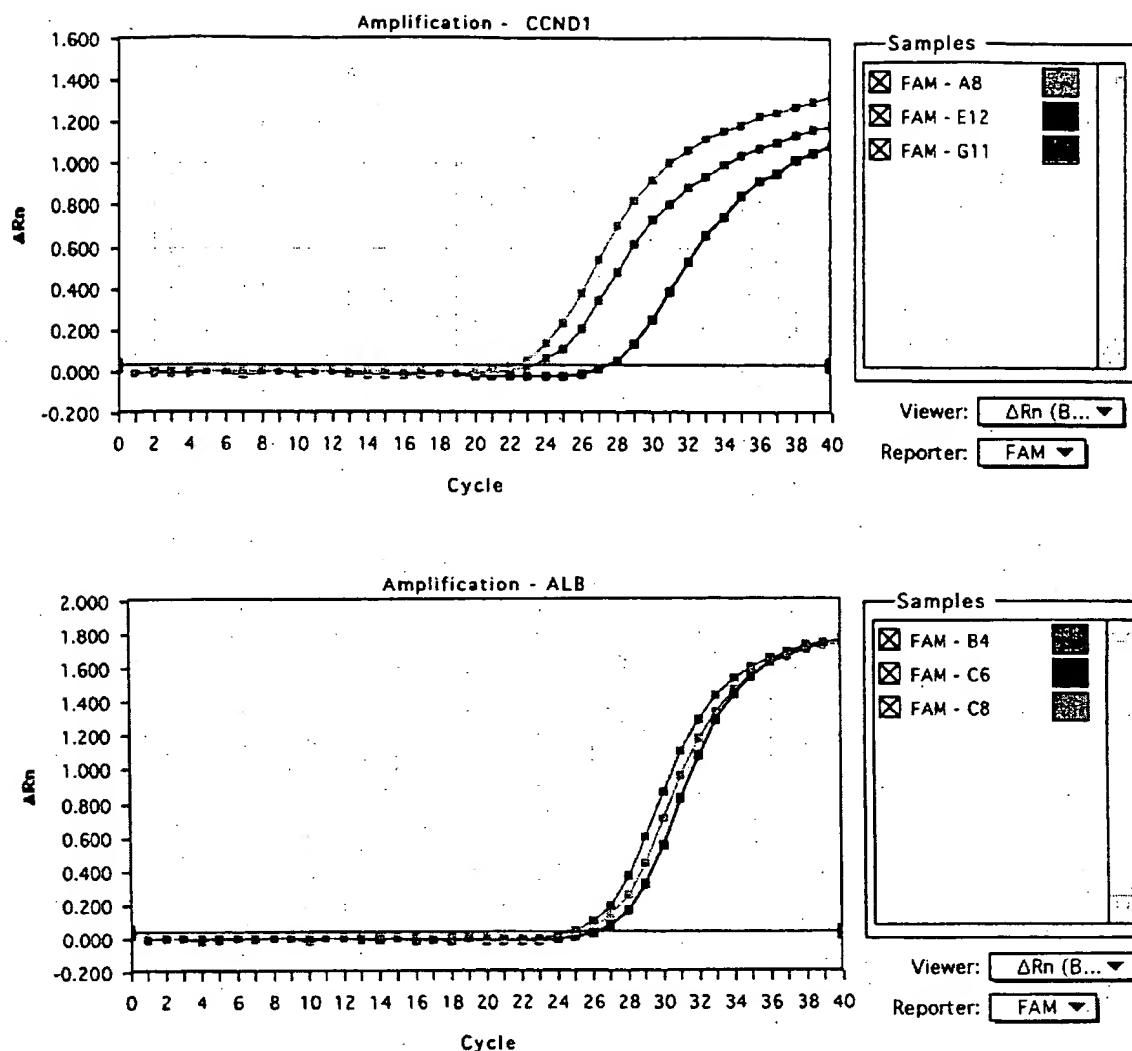 Amplification - CCND1
1.600
1.400
1.200
1.000
0.800
0.600
0.400
0.200
0.000
-0.200
ΔRn
0 2 4 6 8 10 12 14 16 18 20 22 24 26 28 30 32 34 36 38 40
Cycle
Samples
FAM - A8
FAM - E12
FAM - G11
Viewer: ΔRn (B...
Reporter: FAM
Amplification - ALB
2.000
1.800
1.600
1.400
1.200
1.000
0.800
0.600
0.400
0.200
0.000
-0.200
ΔRn
0 2 4 6 8 10 12 14 16 18 20 22 24 26 28 30 32 34 36 38 40
Cycle
Samples
FAM - B4
FAM - C6
FAM - C8
Viewer: ΔRn (B...
Reporter: FAM